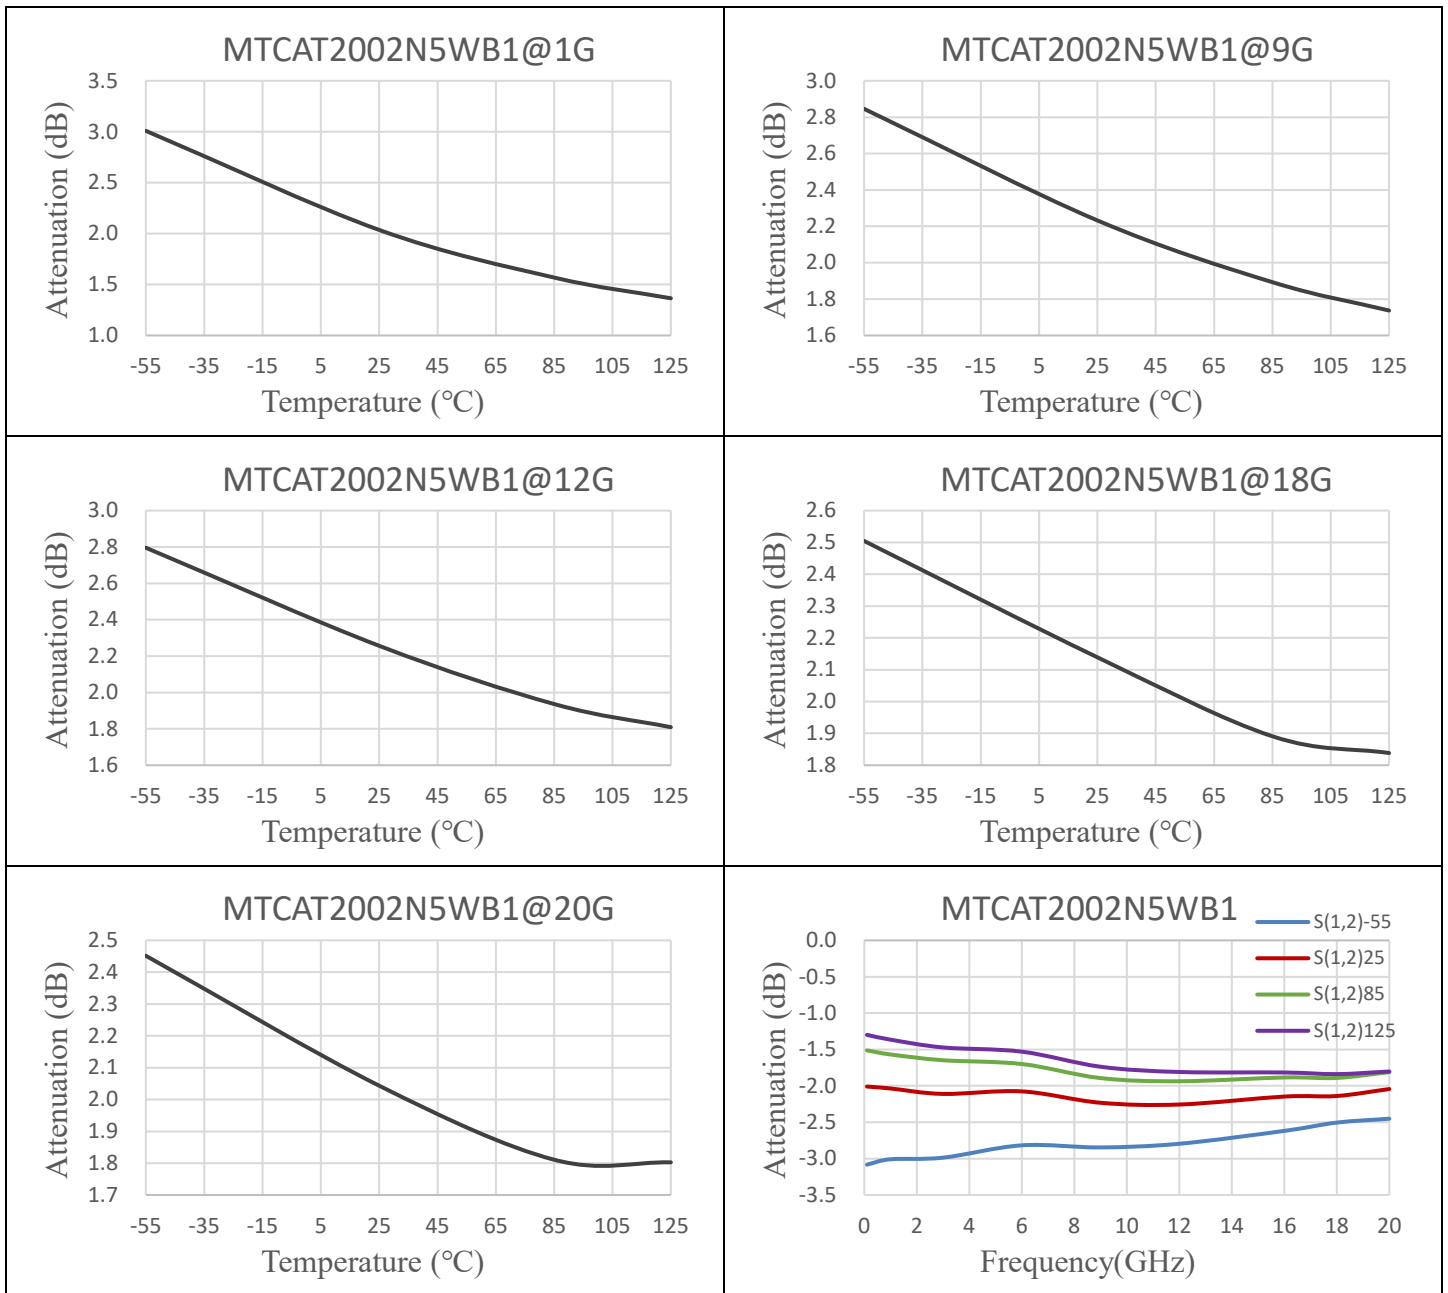 MTCAT2002N5WB1@1G
Attenuation (dB)
3.5
3.0
2.5
2.0
1.5
1.0
-55 -35 -15 5 25 45 65 85 105 125
Temperature (℃)
MTCAT2002N5WB1@9G
Attenuation (dB)
3.0
2.8
2.6
2.4
2.2
2.0
1.8
1.6
-55 -35 -15 5 25 45 65 85 105 125
Temperature (℃)
MTCAT2002N5WB1@12G
Attenuation (dB)
3.0
2.8
2.6
2.4
2.2
2.0
1.8
1.6
-55 -35 -15 5 25 45 65 85 105 125
Temperature (℃)
MTCAT2002N5WB1@18G
Attenuation (dB)
2.6
2.5
2.4
2.3
2.2
2.1
2.0
1.9
1.8
-55 -35 -15 5 25 45 65 85 105 125
Temperature (℃)
MTCAT2002N5WB1@20G
Attenuation (dB)
2.5
2.4
2.3
2.2
2.1
2.0
1.9
1.8
1.7
-55 -35 -15 5 25 45 65 85 105 125
Temperature (℃)
MTCAT2002N5WB1
S(1,2)-55
S(1,2)25
S(1,2)85
S(1,2)125
Attenuation (dB)
0.0
-0.5
-1.0
-1.5
-2.0
-2.5
-3.0
-3.5
0 2 4 6 8 10 12 14 16 18 20
Frequency(GHz)